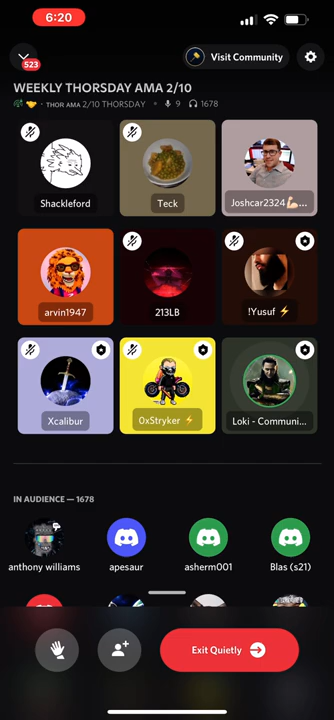 6:20
523
Visit Community
WEEKLY THORSDAY AMA 2/10
THOR AMA 2/10 THORSDAY • 9 1678
Shackleford
Teck
Joshcar2324💪...
arvin1947
213LB
!Yusuf ⚡
Xcalibur
0xStryker ⚡
Loki - Communi...
IN AUDIENCE — 1678
anthony williams
apesaur
asherm001
Blas (s21)
Exit Quietly